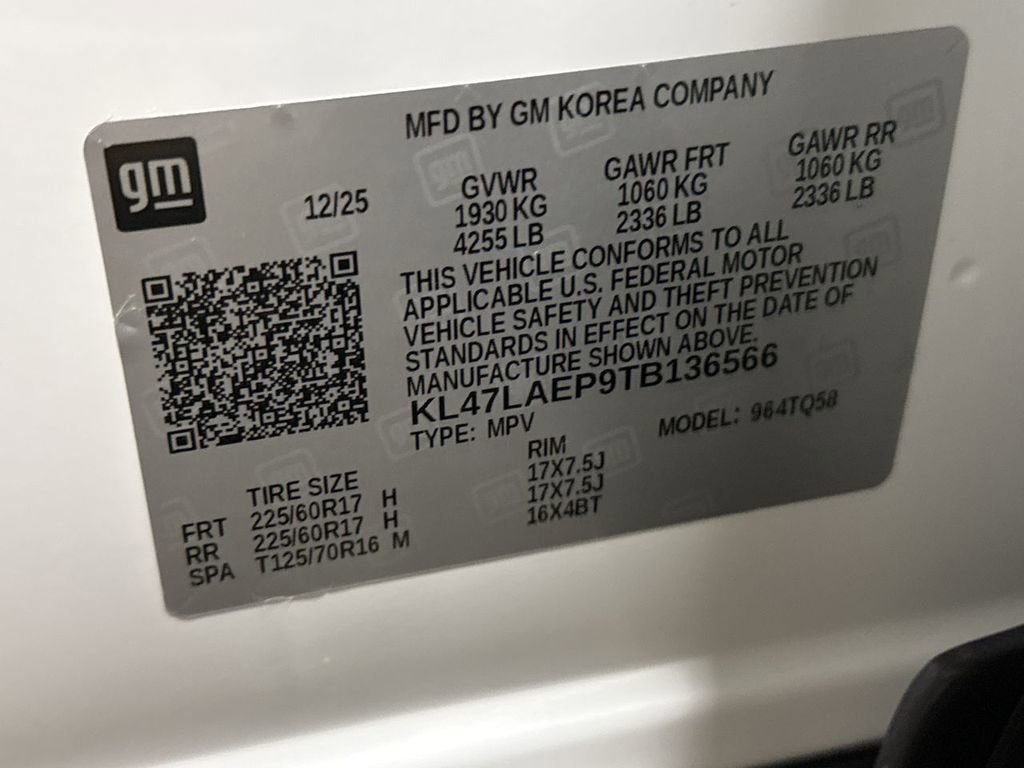 MFD BY GM KOREA COMPANY
gm
12/25
GVWR GAWR FRT GAWR RR
1930 KG 1060 KG 1060 KG
4255 LB 2336 LB 2336 LB
THIS VEHICLE CONFORMS TO ALL
APPLICABLE U.S. FEDERAL MOTOR
VEHICLE SAFETY AND THEFT PREVENTION
STANDARDS IN EFFECT ON THE DATE OF
MANUFACTURE SHOWN ABOVE.
KL47LAEP9TB136566
TYPE: MPV MODEL: 964TQ58
TIRE SIZE RIM
FRT 225/60R17 H 17X7.5J
RR 225/60R17 H 17X7.5J
SPA T125/70R16 M 16X4BT